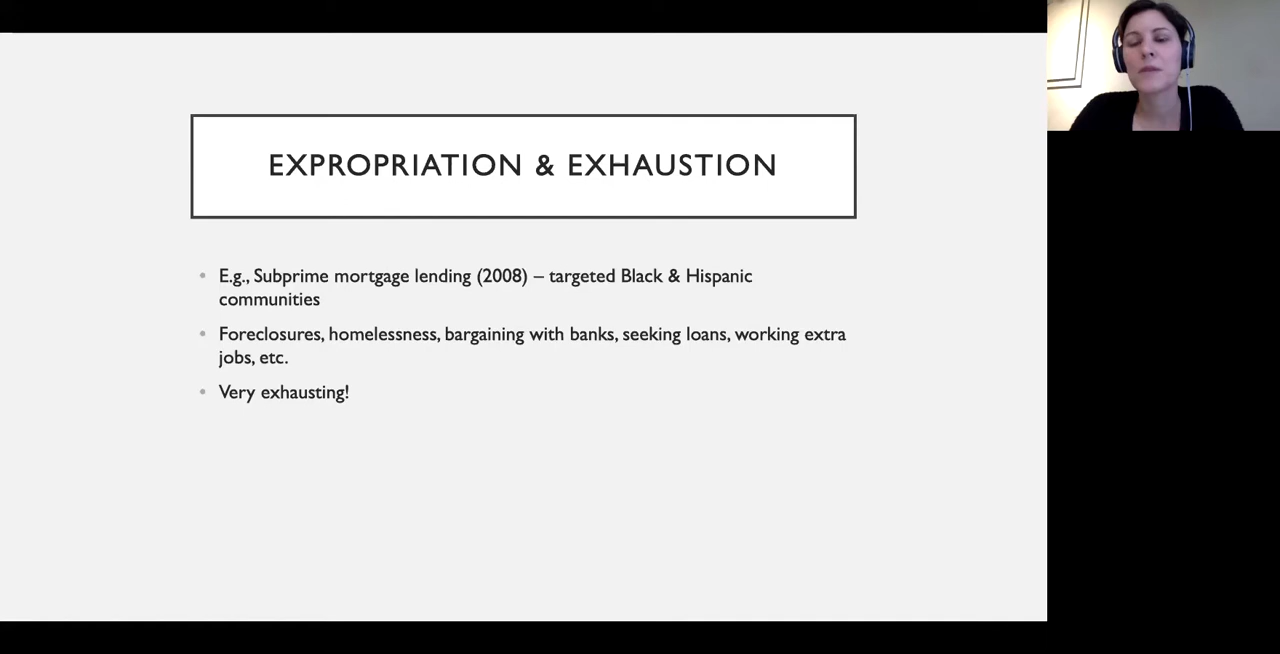 EXPROPRIATION & EXHAUSTION
• E.g., Subprime mortgage lending (2008) – targeted Black & Hispanic
communities
• Foreclosures, homelessness, bargaining with banks, seeking loans, working extra
jobs, etc.
• Very exhausting!